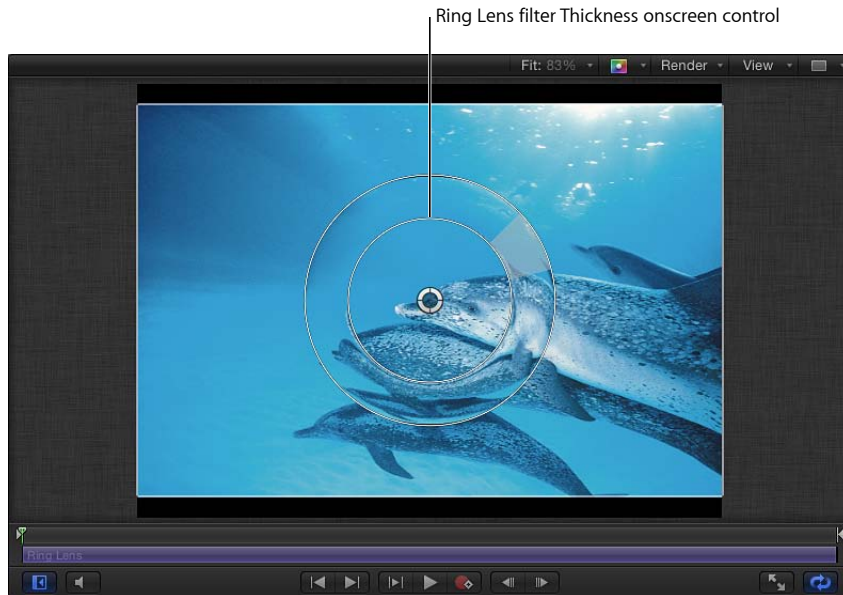 Ring Lens filter Thickness onscreen control
Fit: 83% Render View
Ring Lens